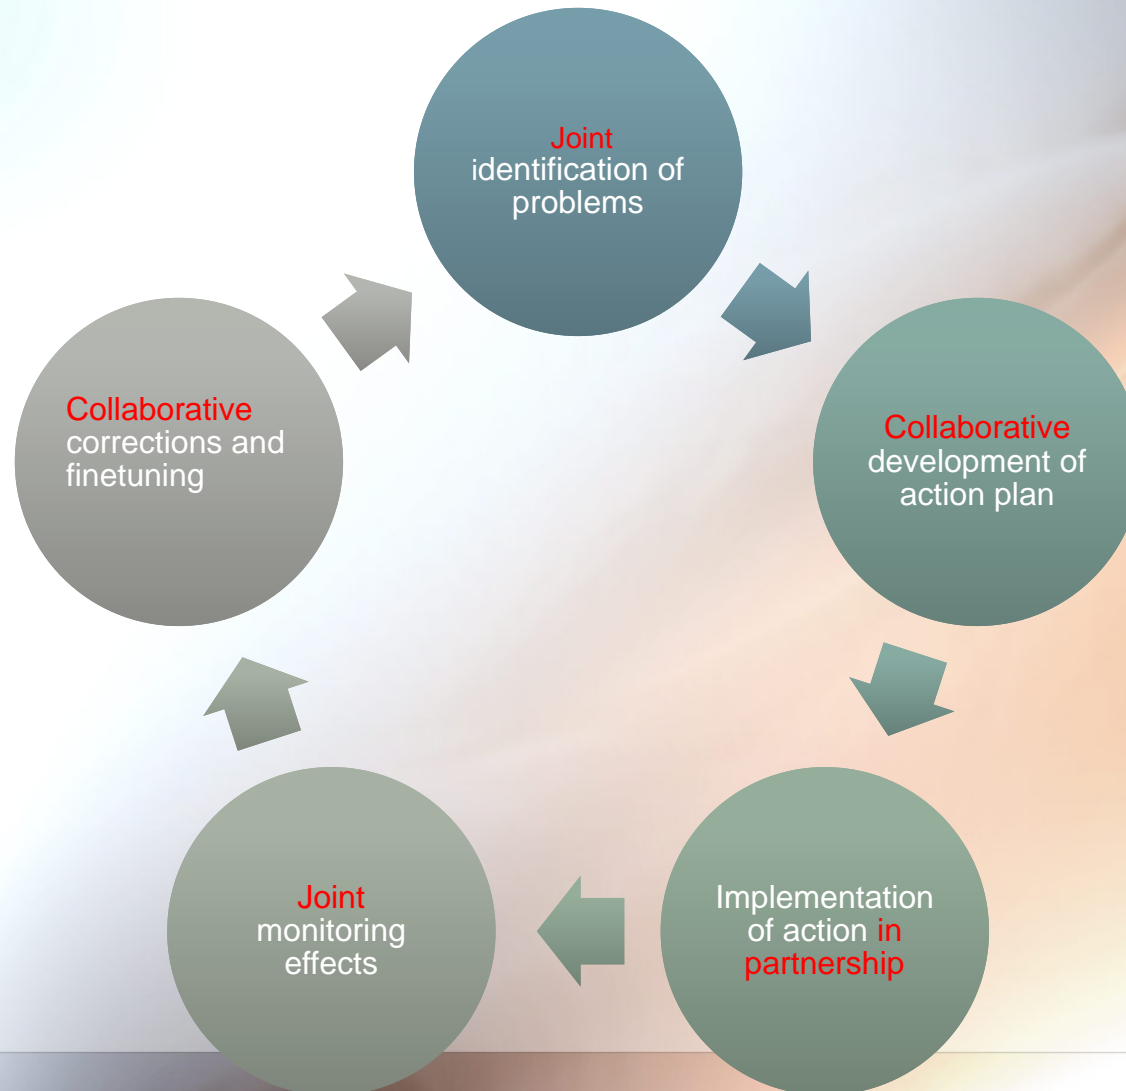 Joint
identification of
problems
Collaborative
development of
action plan
Implementation
of action in
partnership
Joint
monitoring
effects
Collaborative
corrections and
finetuning